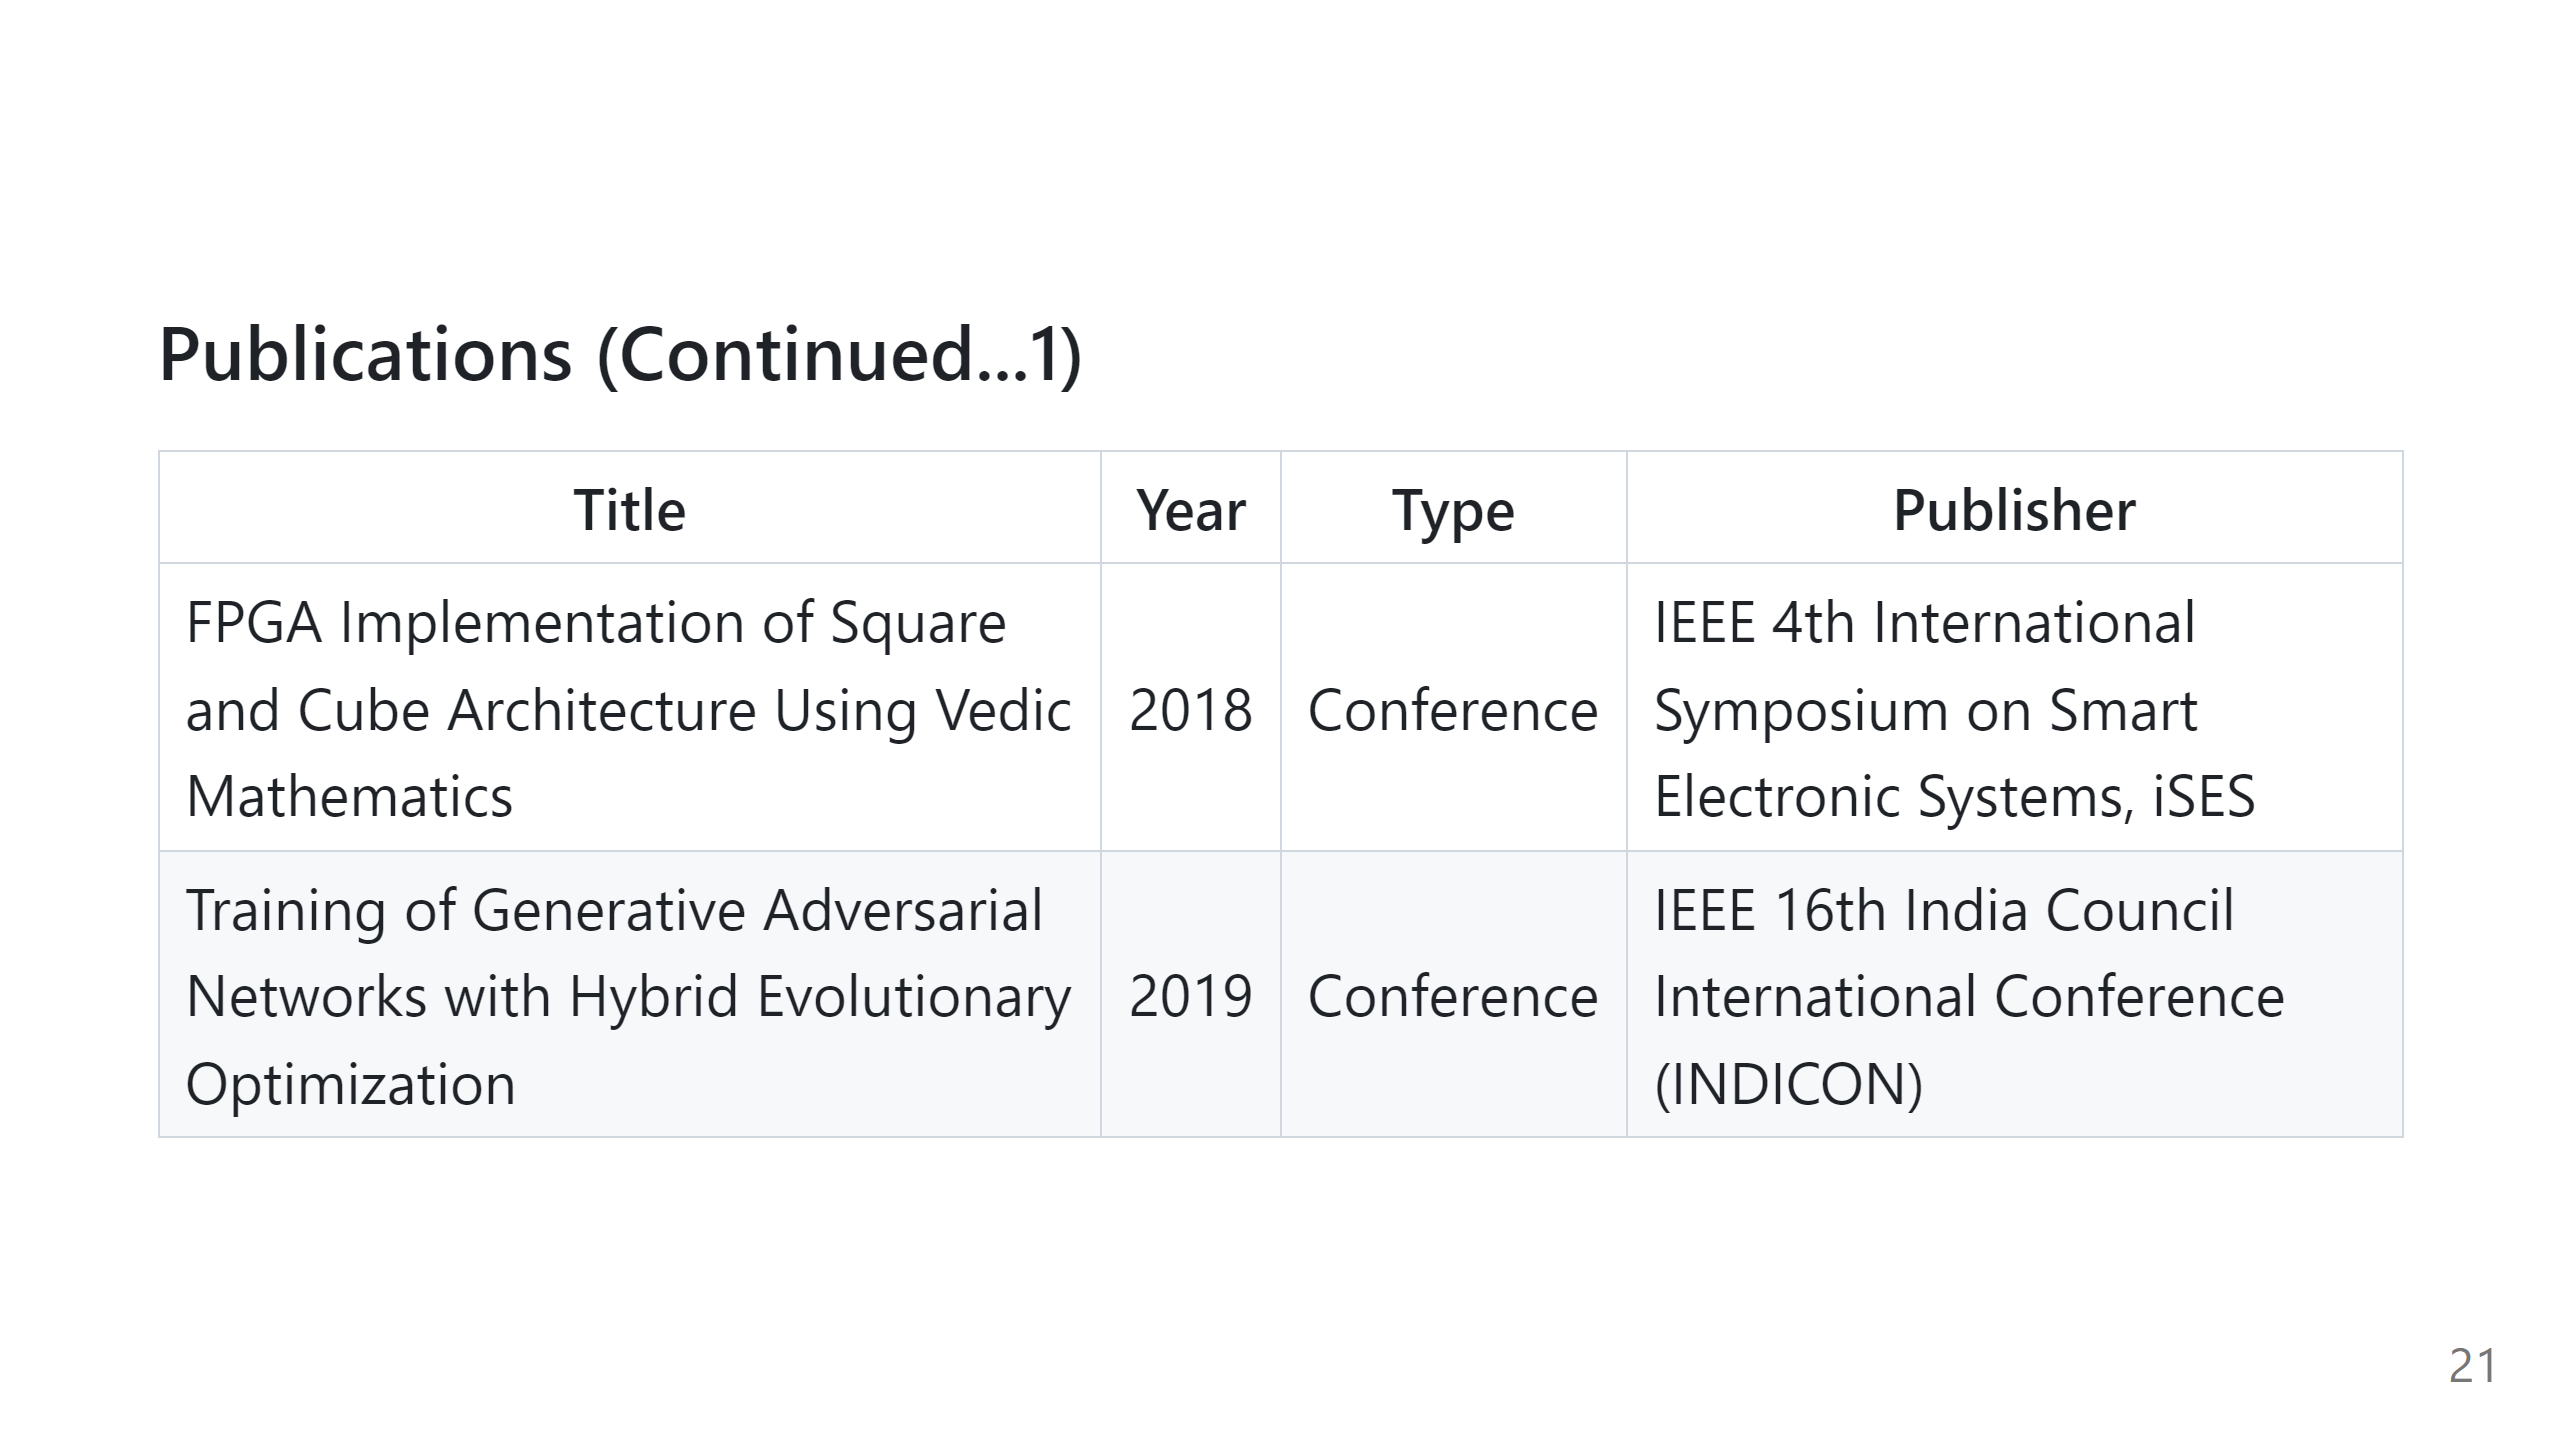 Publications (Continued...1)
Title Year Type Publisher
FPGA Implementation of Square
and Cube Architecture Using Vedic
Mathematics
2018
Conference
IEEE 4th International
Symposium on Smart
Electronic Systems, iSES
Training of Generative Adversarial
Networks with Hybrid Evolutionary
Optimization
2019
Conference
IEEE 16th India Council
International Conference
(INDICON)
21